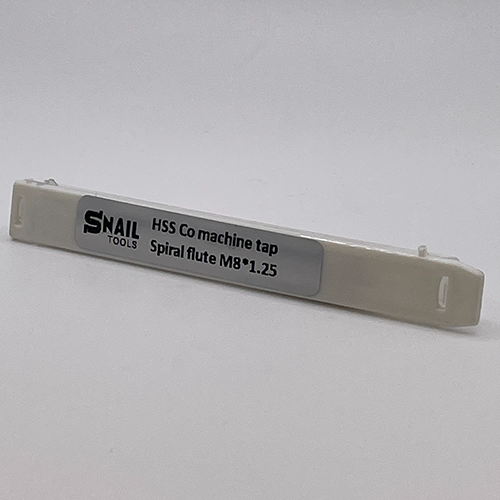 SNAIL
TOOLS
HSS Co machine tap
Spiral flute M8*1.25